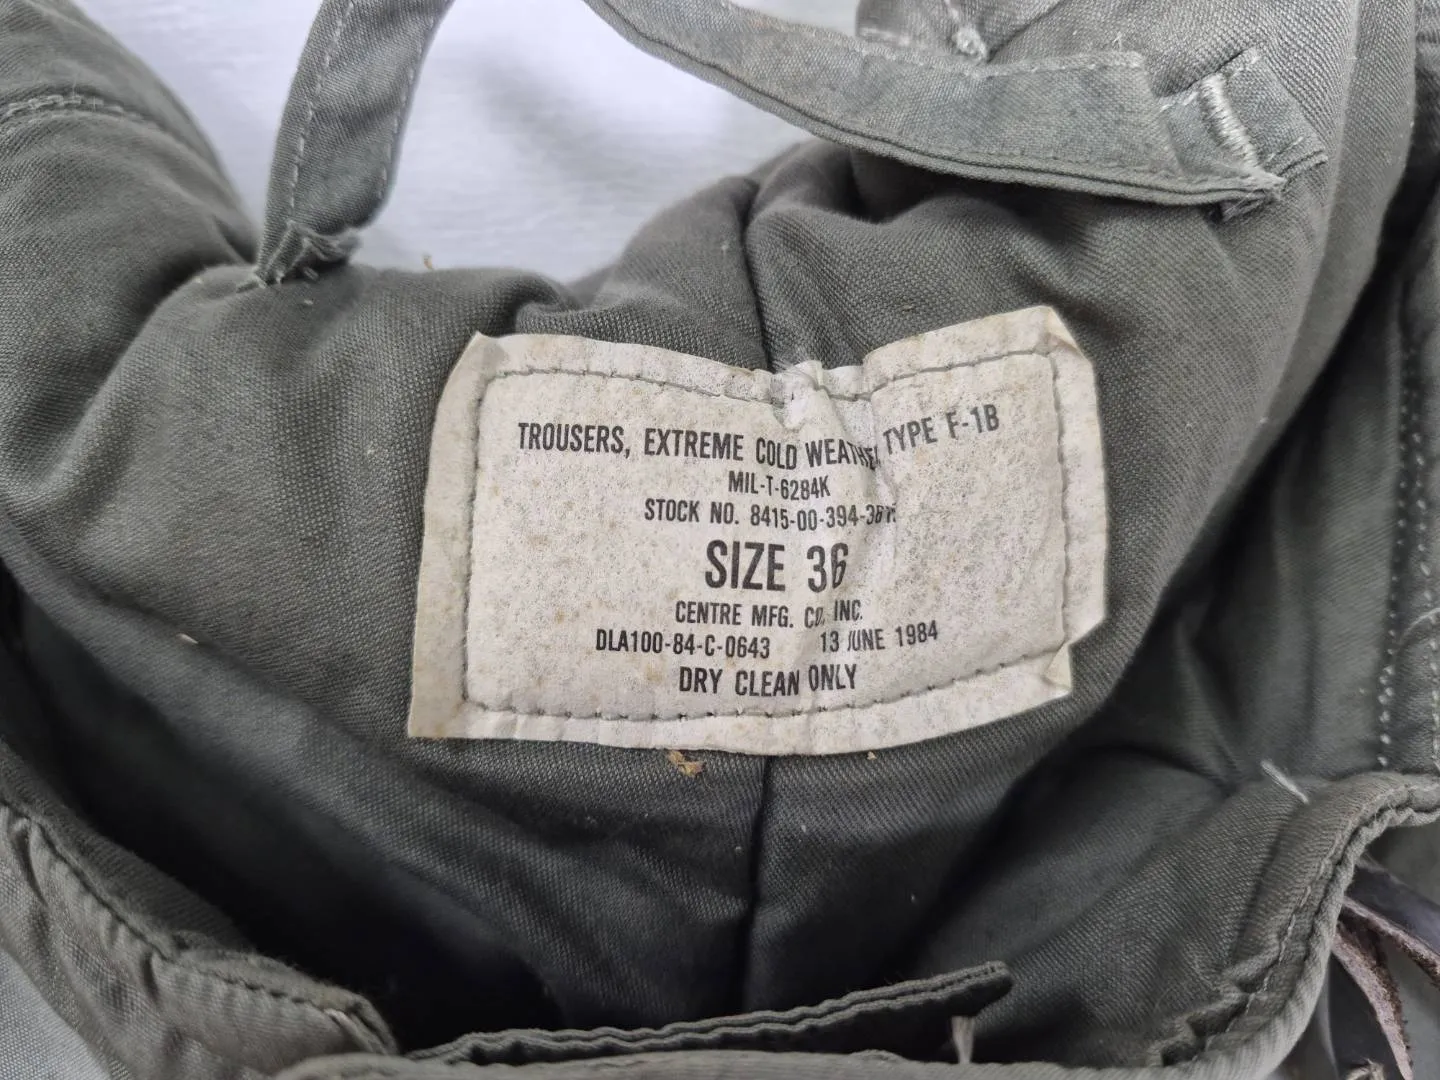 TROUSERS, EXTREME COLD WEATHER, TYPE F-1B
MIL-T-6284K
STOCK NO. 8415-00-394-
SIZE 36
CENTRE MFG. CO. INC.
DLA100-84-C-0643 13 JUNE 1984
DRY CLEAN ONLY